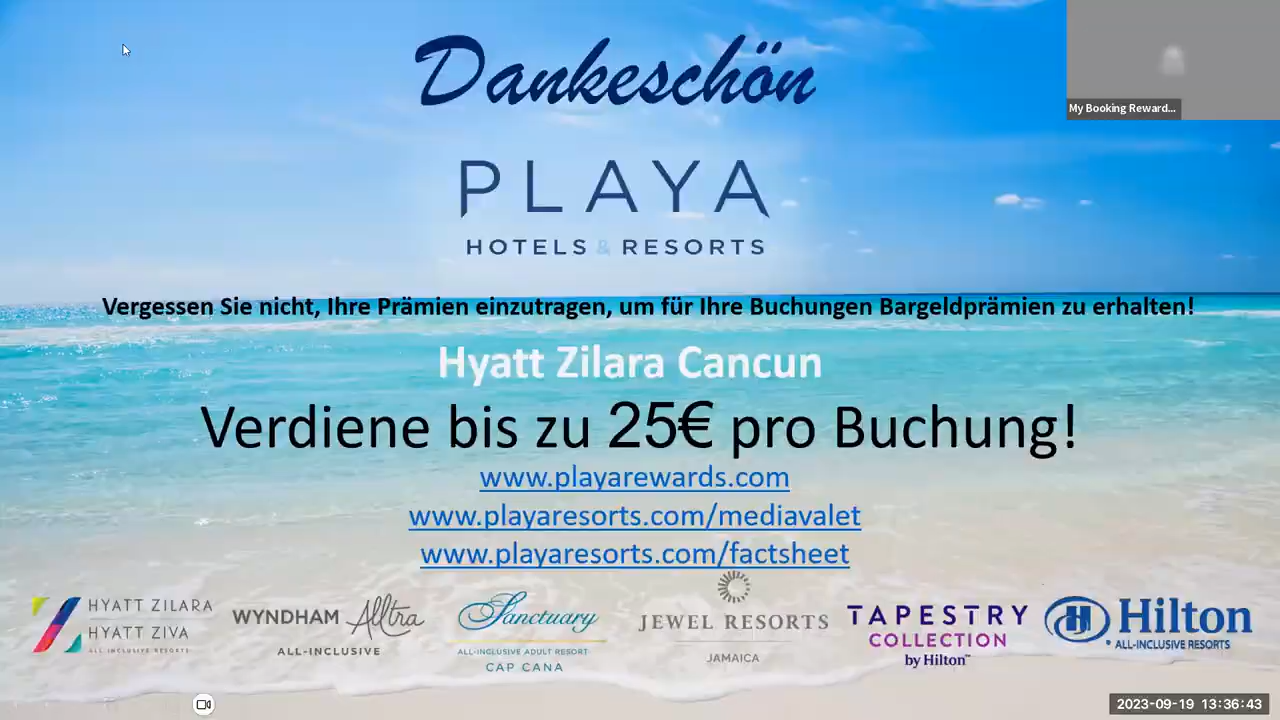 Dankeschön
My Booking Reward...
PLAYA
HOTELS & RESORTS
Vergessen Sie nicht, Ihre Prämien einzutragen, um für Ihre Buchungen Bargeldprämien zu erhalten!
Hyatt Zilara Cancun
Verdiene bis zu 25€ pro Buchung!
www.playarewards.com
www.playaresorts.com/mediavalet
www.playaresorts.com/factsheet
HYATT ZILARA
HYATT ZIVA
ALL INCLUSIVE RESORTS
WYNDHAM Alltra
ALL-INCLUSIVE
Sanctuary
ALL-INCLUSIVE ADULT RESORT
CAP CANA
JEWEL RESORTS
JAMAICA
TAPESTRY
COLLECTION
by Hilton™
Hilton
ALL-INCLUSIVE RESORTS
2023-09-19 13:36:43